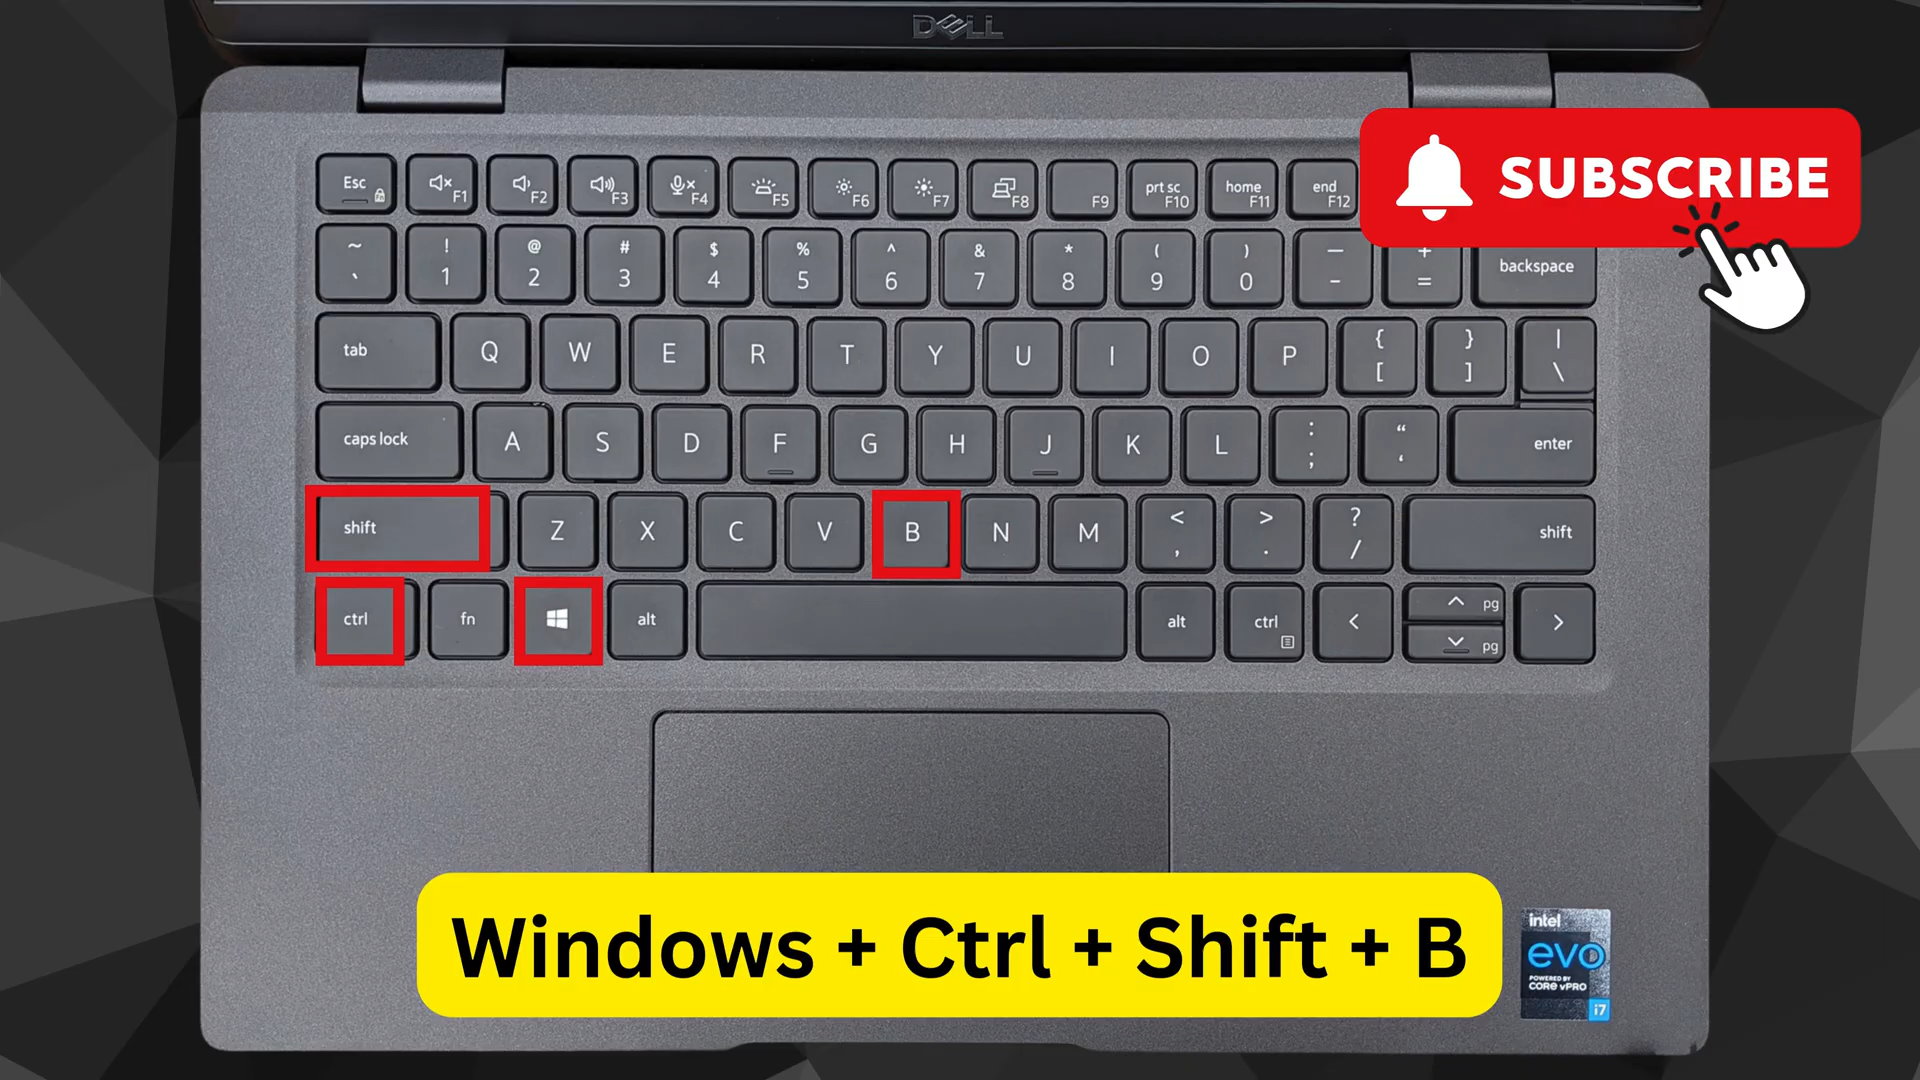 DELL
SUBSCRIBE
Esc F1 F2 F3 F4 F5 F6 F7 F8 F9 prt sc F10 home F11 end F12
~ ` ! 1 @ 2 # 3 $ 4 % 5 ^ 6 & 7 * 8 ( 9 ) 0 — - + = backspace
tab Q W E R T Y U I O P { [ } ] | \
caps lock A S D F G H J K L : ; “ ‘ enter
shift Z X C V B N M < , > . ? / shift
ctrl fn alt alt ctrl < pg pg >
Windows + Ctrl + Shift + B
intel
evo
POWERED BY
CORE vPRO
i7